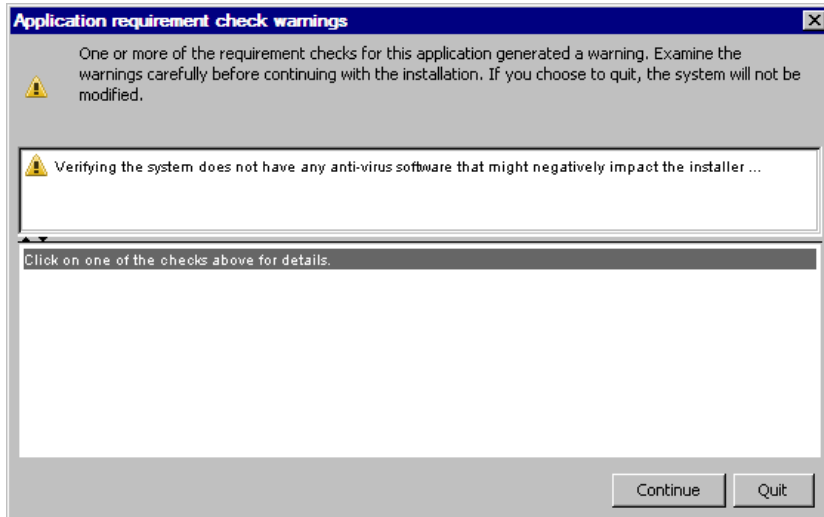 Application requirement check warnings
One or more of the requirement checks for this application generated a warning. Examine the
warnings carefully before continuing with the installation. If you choose to quit, the system will not be
modified.
Verifying the system does not have any anti-virus software that might negatively impact the installer ...
Click on one of the checks above for details.
Continue Quit